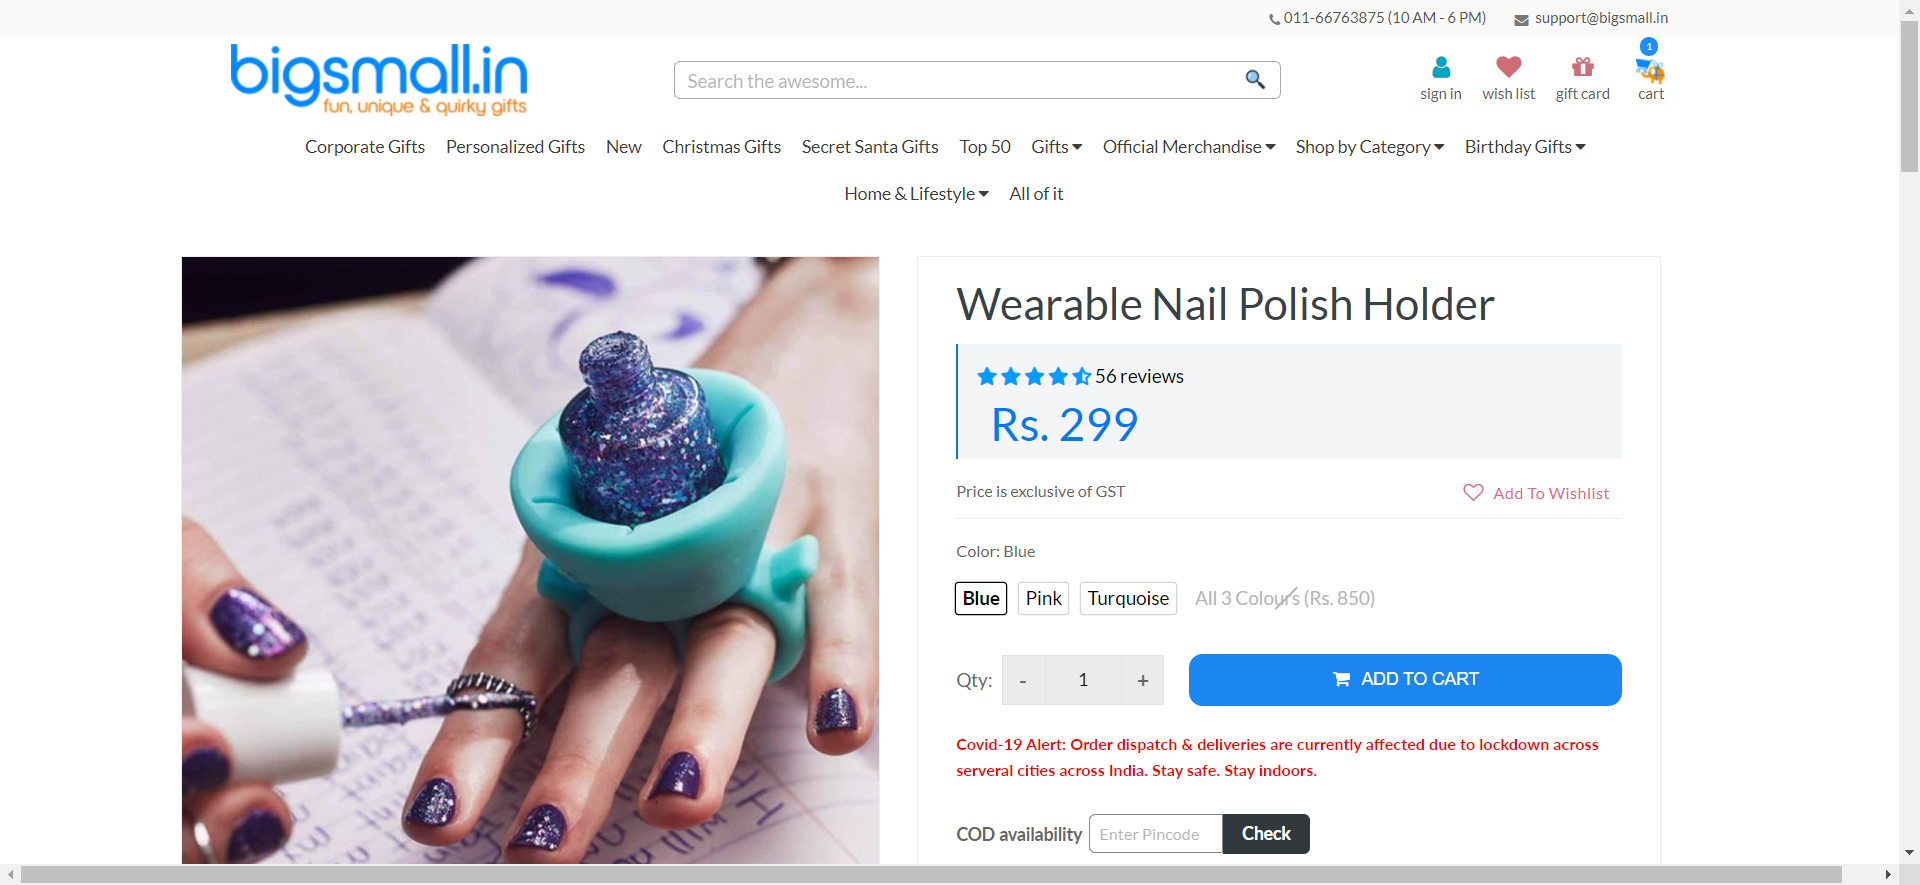 011-66763875 (10 AM - 6 PM) support@bigsmall.in
bigsmall.in
fun, unique & quirky gifts
Search the awesome...
1
sign in wish list gift card cart
Corporate Gifts Personalized Gifts New Christmas Gifts Secret Santa Gifts Top 50 Gifts Official Merchandise Shop by Category Birthday Gifts
Home & Lifestyle All of it
Wearable Nail Polish Holder
56 reviews
Rs. 299
Price is exclusive of GST Add To Wishlist
Color: Blue
Blue Pink Turquoise All 3 Colours (Rs. 850)
Qty: - 1 + ADD TO CART
Covid-19 Alert: Order dispatch & deliveries are currently affected due to lockdown across
serveral cities across India. Stay safe. Stay indoors.
COD availability Enter Pincode Check